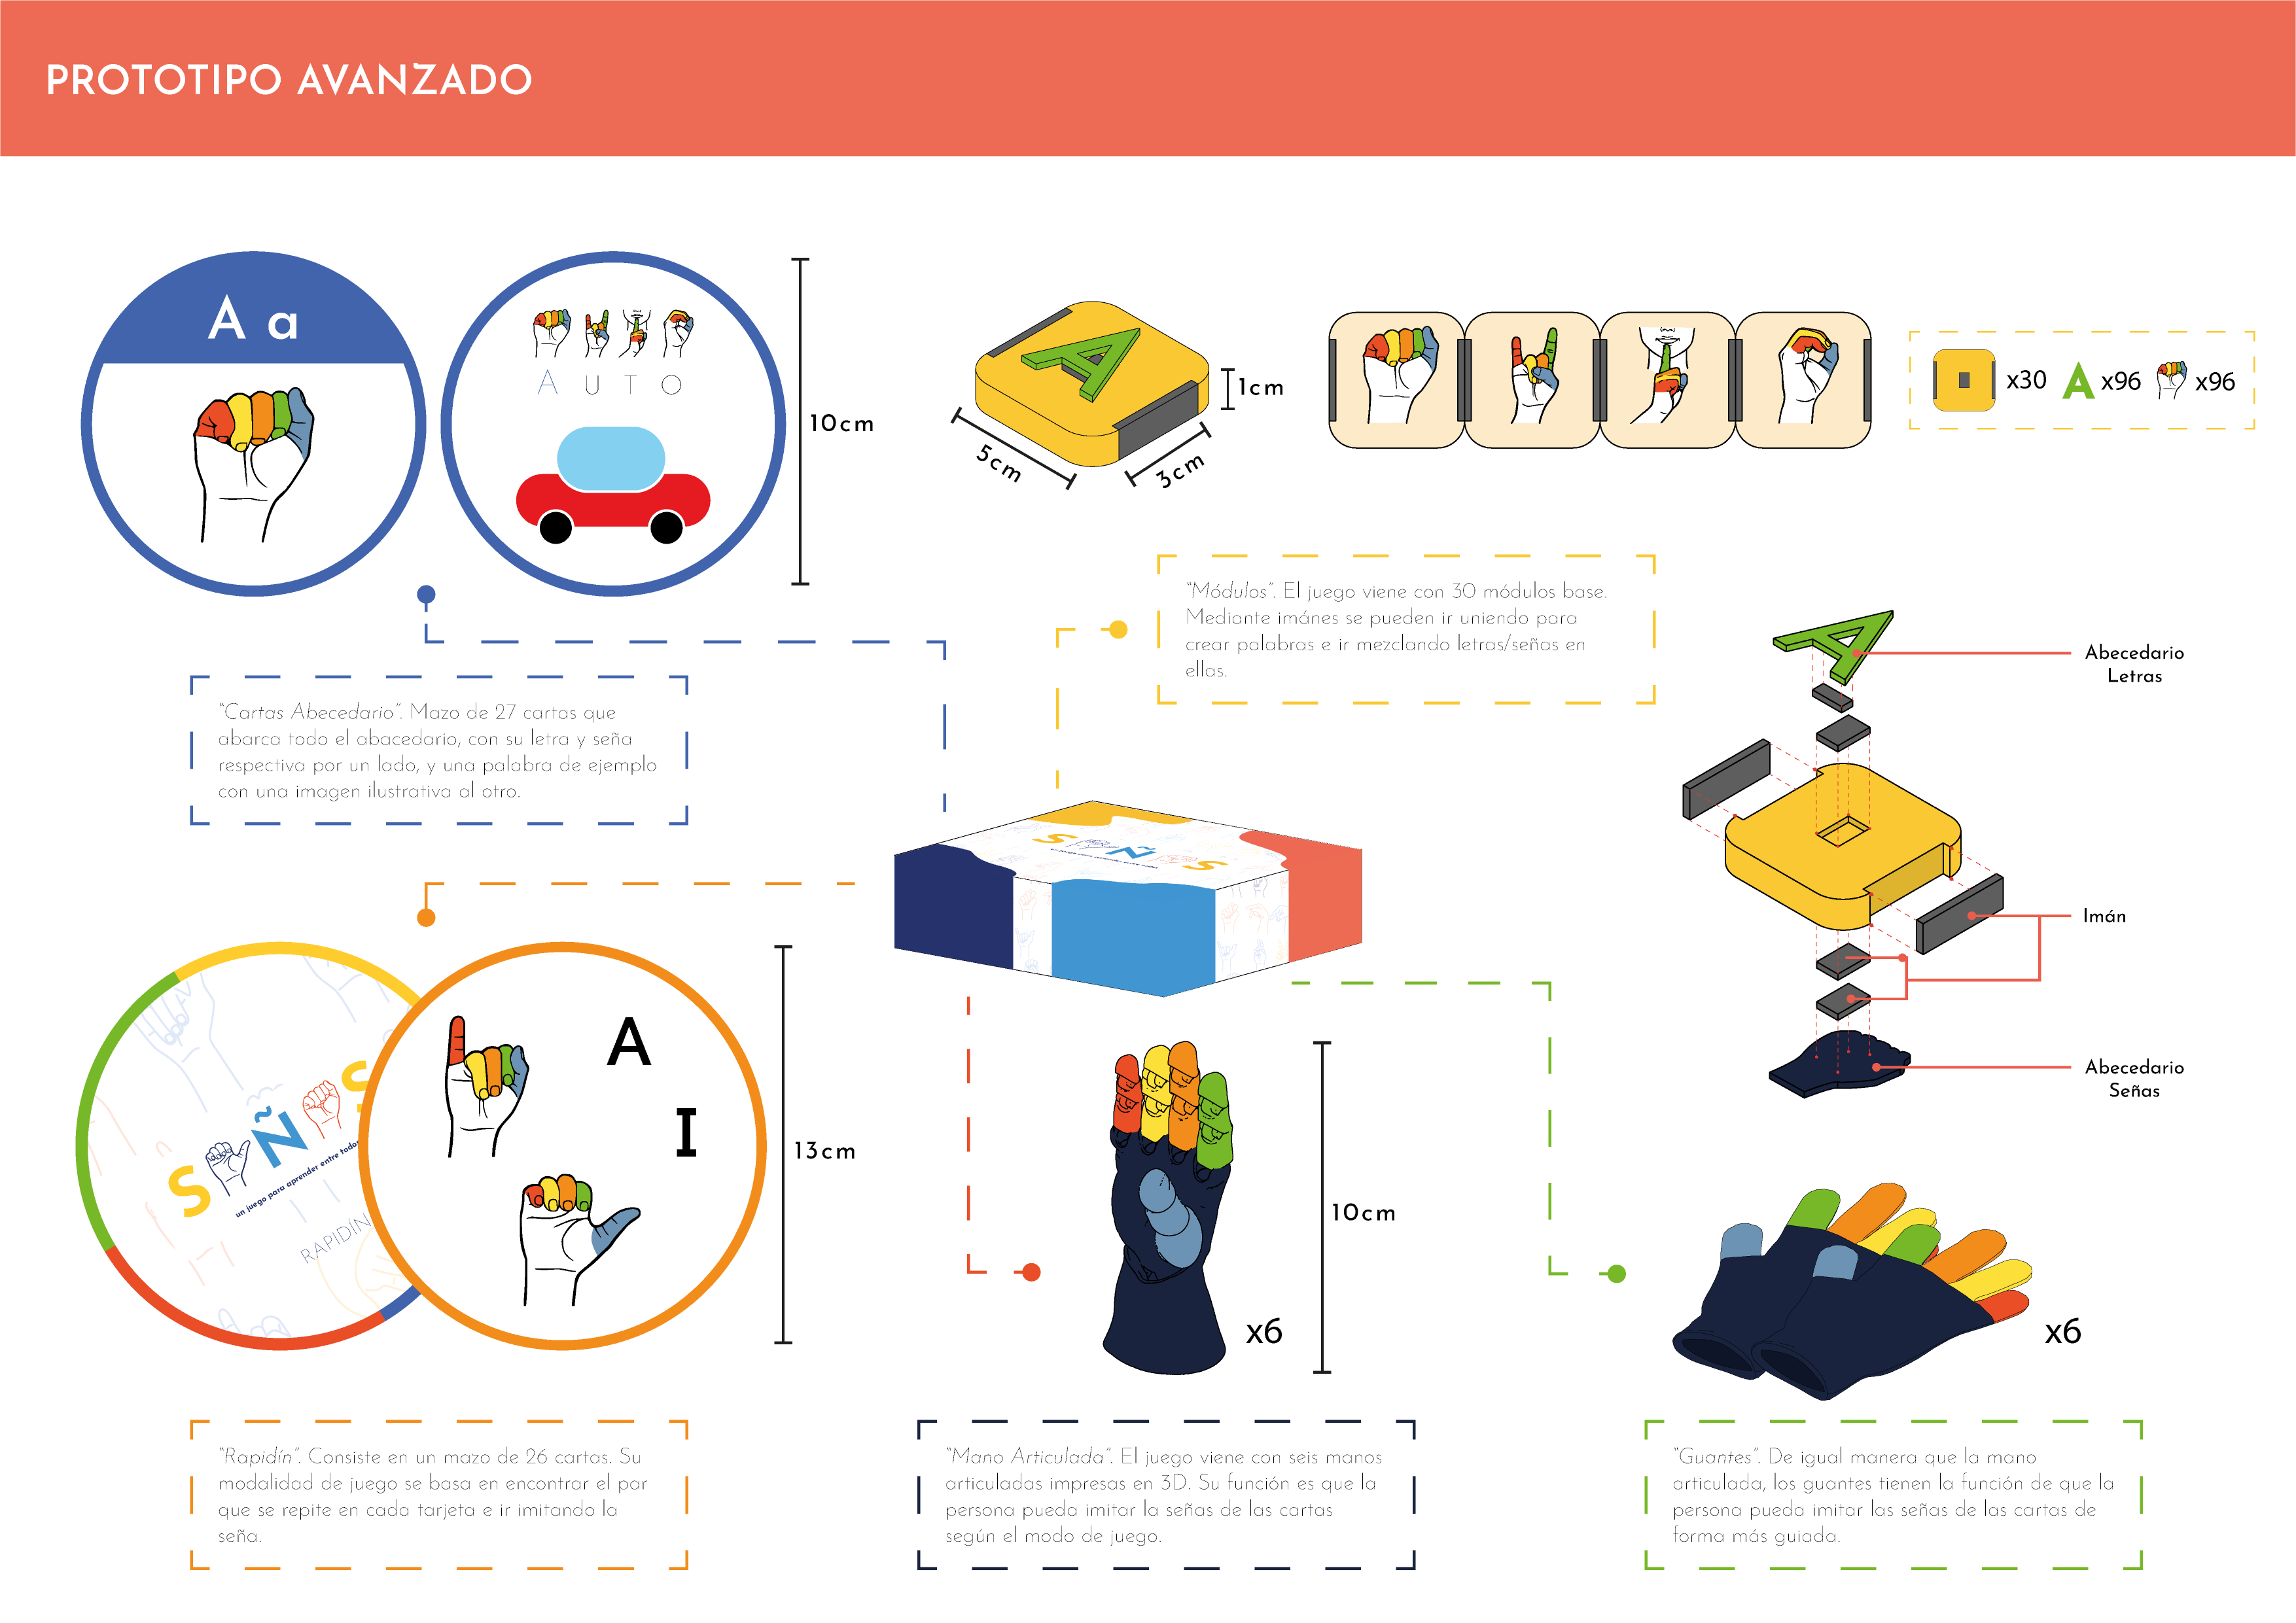 PROTOTIPO AVANZADO
A a
A U T O
10cm
A
5cm
3cm
1cm
x30
A x96
x96
“Módulos”. El juego viene con 30 módulos base.
Mediante imánes se pueden ir uniendo para
crear palabras e ir mezclando letras/señas en
ellas.
“Cartas Abecedario”. Mazo de 27 cartas que
abarca todo el abacedario, con su letra y seña
respectiva por un lado, y una palabra de ejemplo
con una imagen ilustrativa al otro.
A
Abecedario
Letras
Imán
Abecedario
Señas
S Ñ S
S Ñ S
un juego para aprender entre todos
RAPIDÍN
A
I
13cm
10cm
x6
x6
“Rapidín”. Consiste en un mazo de 26 cartas. Su
modalidad de juego se basa en encontrar el par
que se repite en cada tarjeta e ir imitando la
seña.
“Mano Articulada”. El juego viene con seis manos
articuladas impresas en 3D. Su función es que la
persona pueda imitar la señas de las cartas
según el modo de juego.
“Guantes”. De igual manera que la mano
articulada, los guantes tienen la función de que la
persona pueda imitar las señas de las cartas de
forma más guiada.